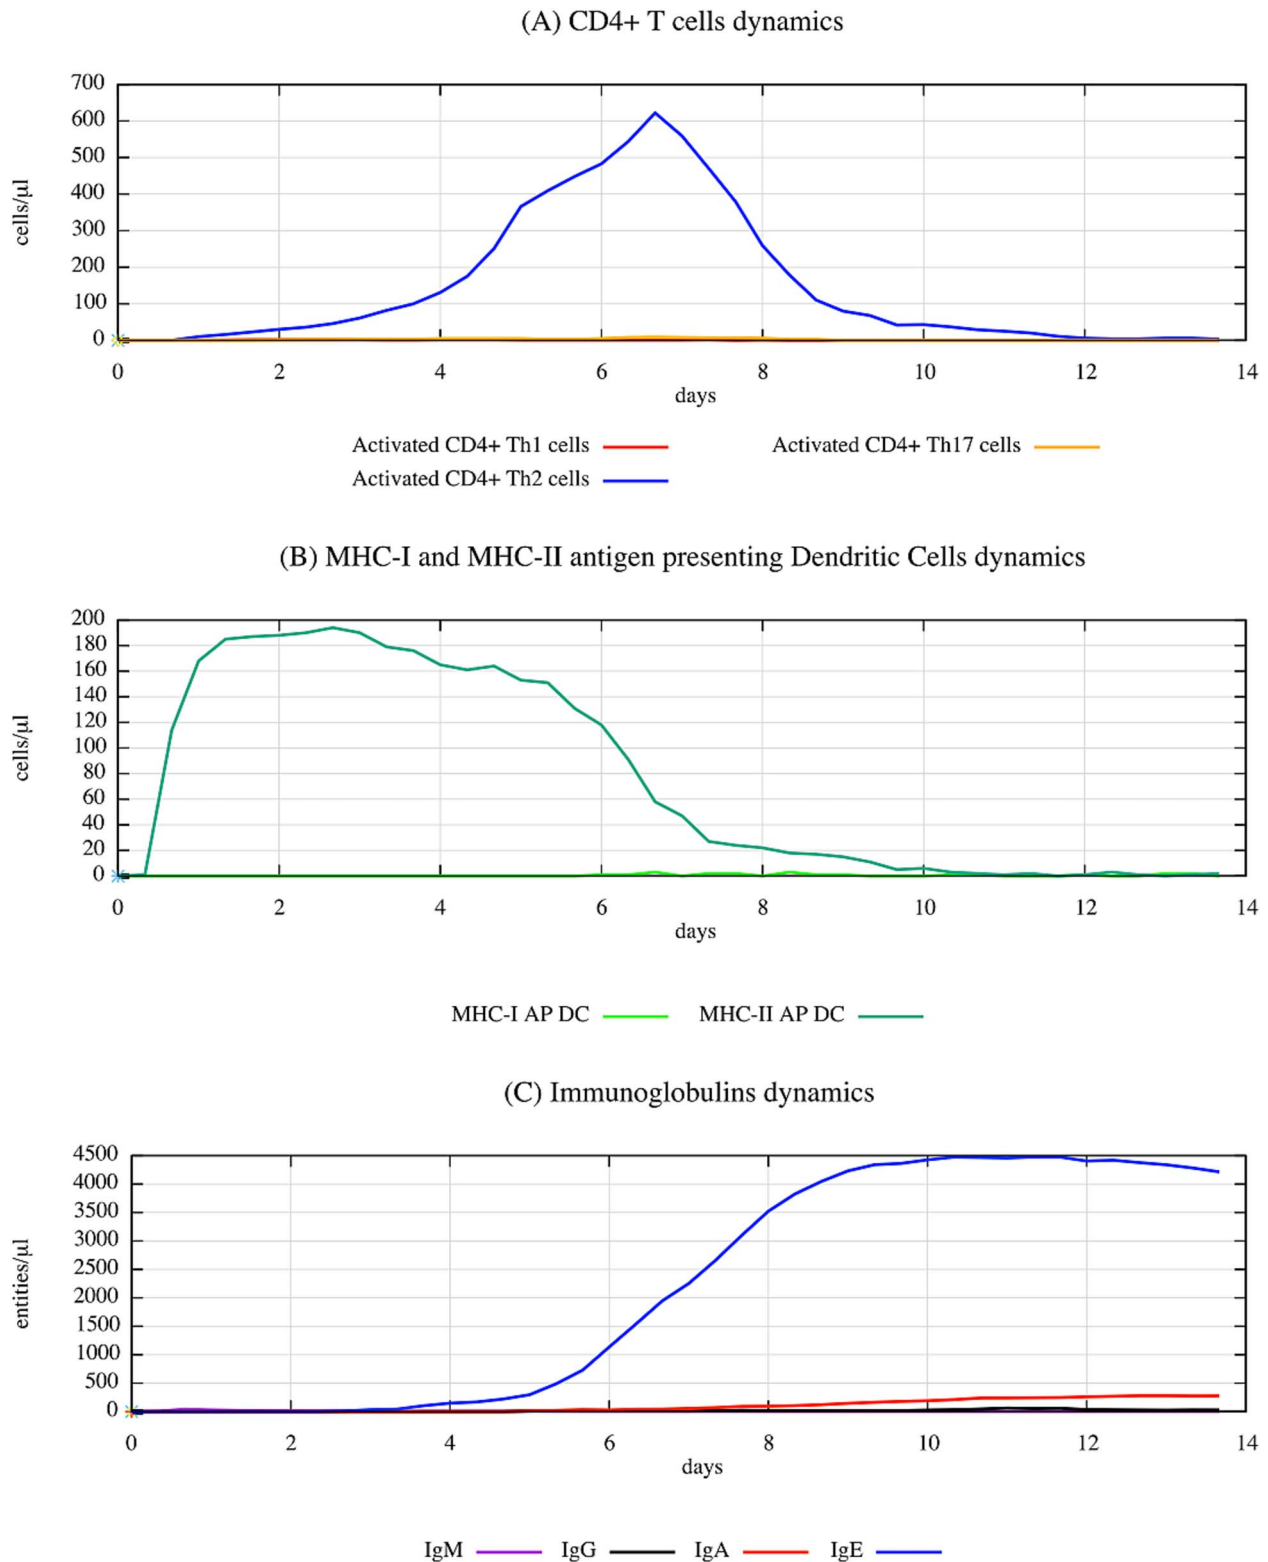 (A) CD4+ T cells dynamics
700
600
500
400
300
200
100
0
cells/µl
0 2 4 6 8 10 12 14
days
Activated CD4+ Th1 cells
Activated CD4+ Th17 cells
Activated CD4+ Th2 cells
(B) MHC-I and MHC-II antigen presenting Dendritic Cells dynamics
200
180
160
140
120
100
80
60
40
20
0
cells/µl
0 2 4 6 8 10 12 14
days
MHC-I AP DC MHC-II AP DC
(C) Immunoglobulins dynamics
4500
4000
3500
3000
2500
2000
1500
1000
500
0
entities/µl
0 2 4 6 8 10 12 14
days
IgM IgG IgA IgE